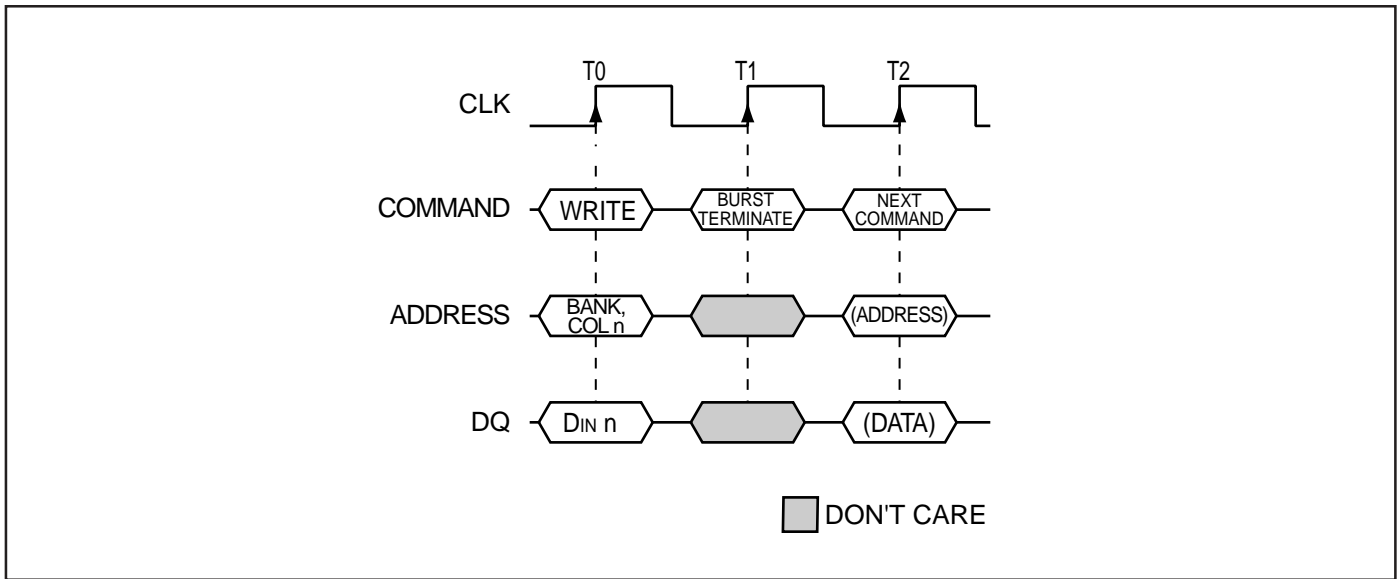 T0 T1 T2
CLK
COMMAND WRITE BURST TERMINATE NEXT COMMAND
ADDRESS BANK, COL n (ADDRESS)
DQ DIN n (DATA)
DON'T CARE